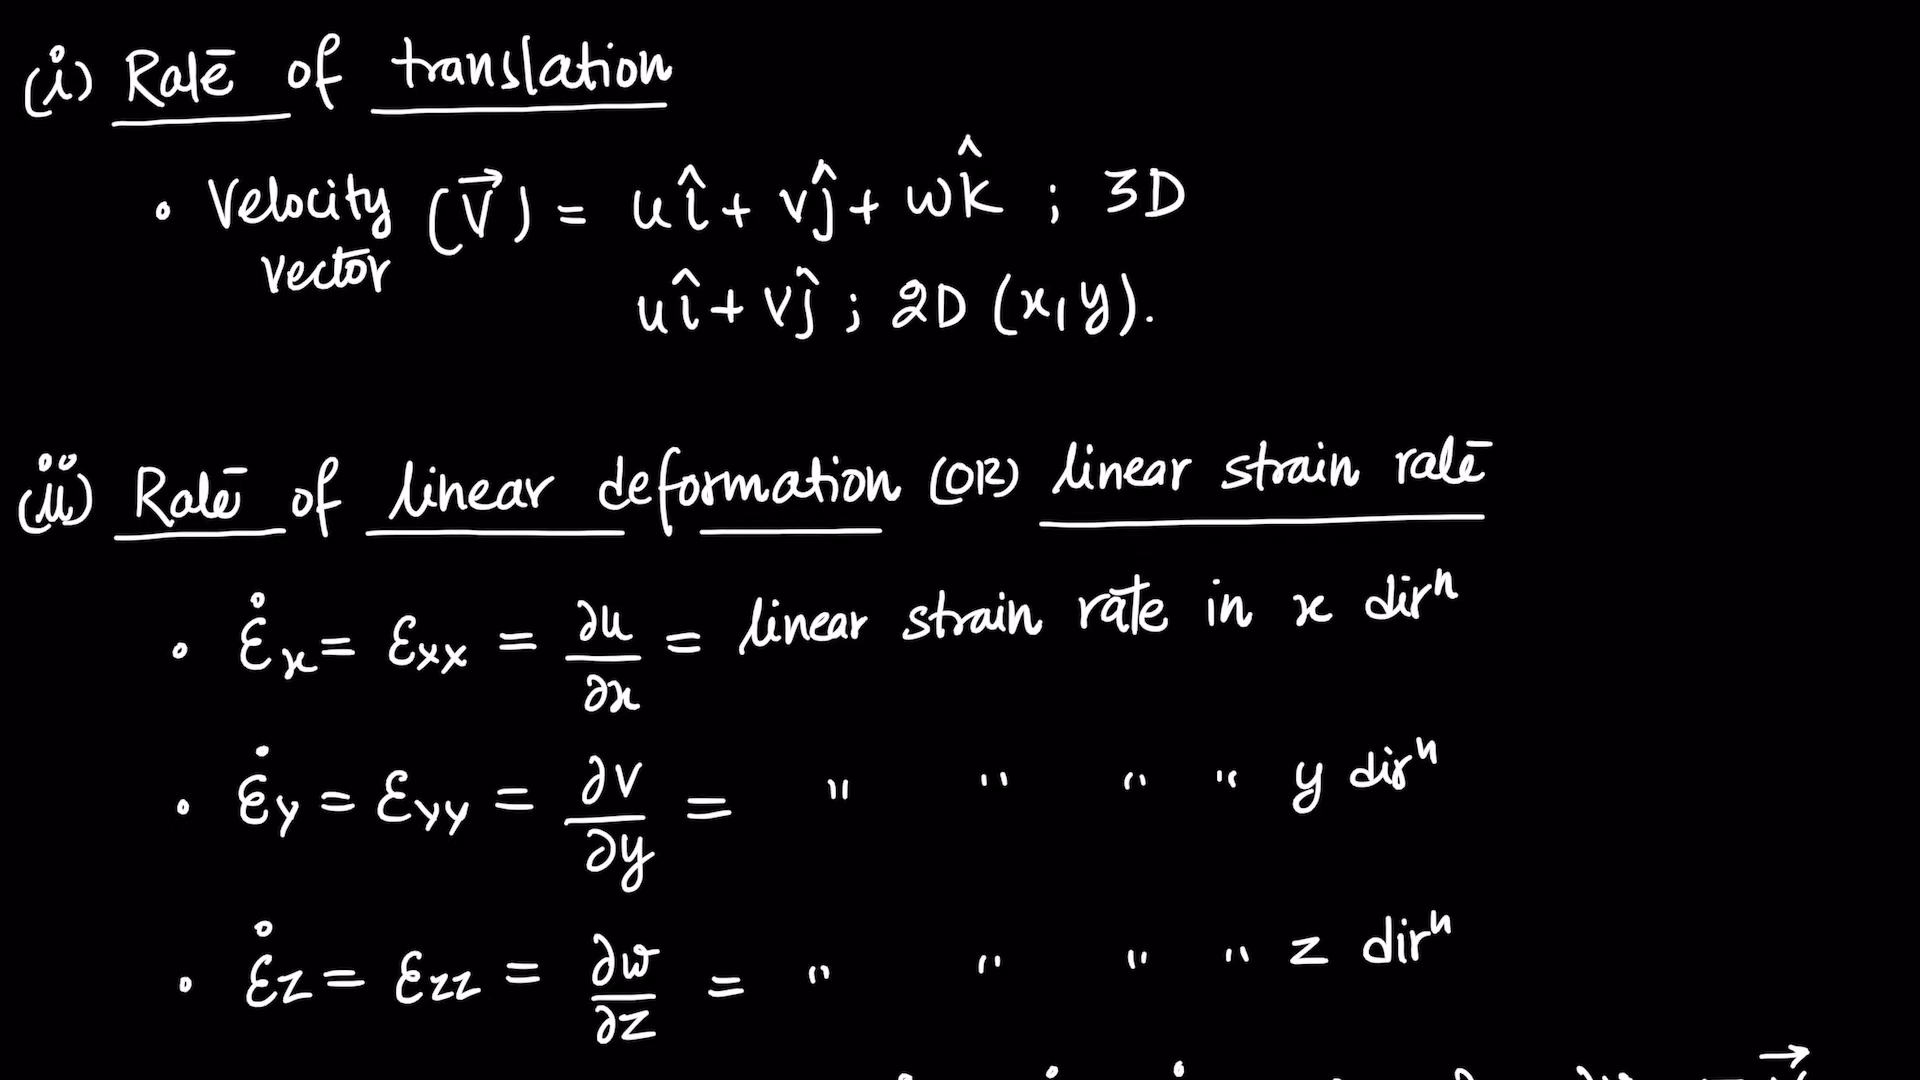 (i) Rate of translation
• Velocity vector (V⃗) = uî + vĵ + wk̂ ; 3D
uî + vĵ ; 2D (x,y).
(ii) Rate of linear deformation (OR) linear strain rate
• ε̇x = εxx = ∂u/∂x = linear strain rate in x dirⁿ
• ε̇y = εyy = ∂v/∂y = " " " " y dirⁿ
• ε̇z = εzz = ∂w/∂z = " " " " z dirⁿ